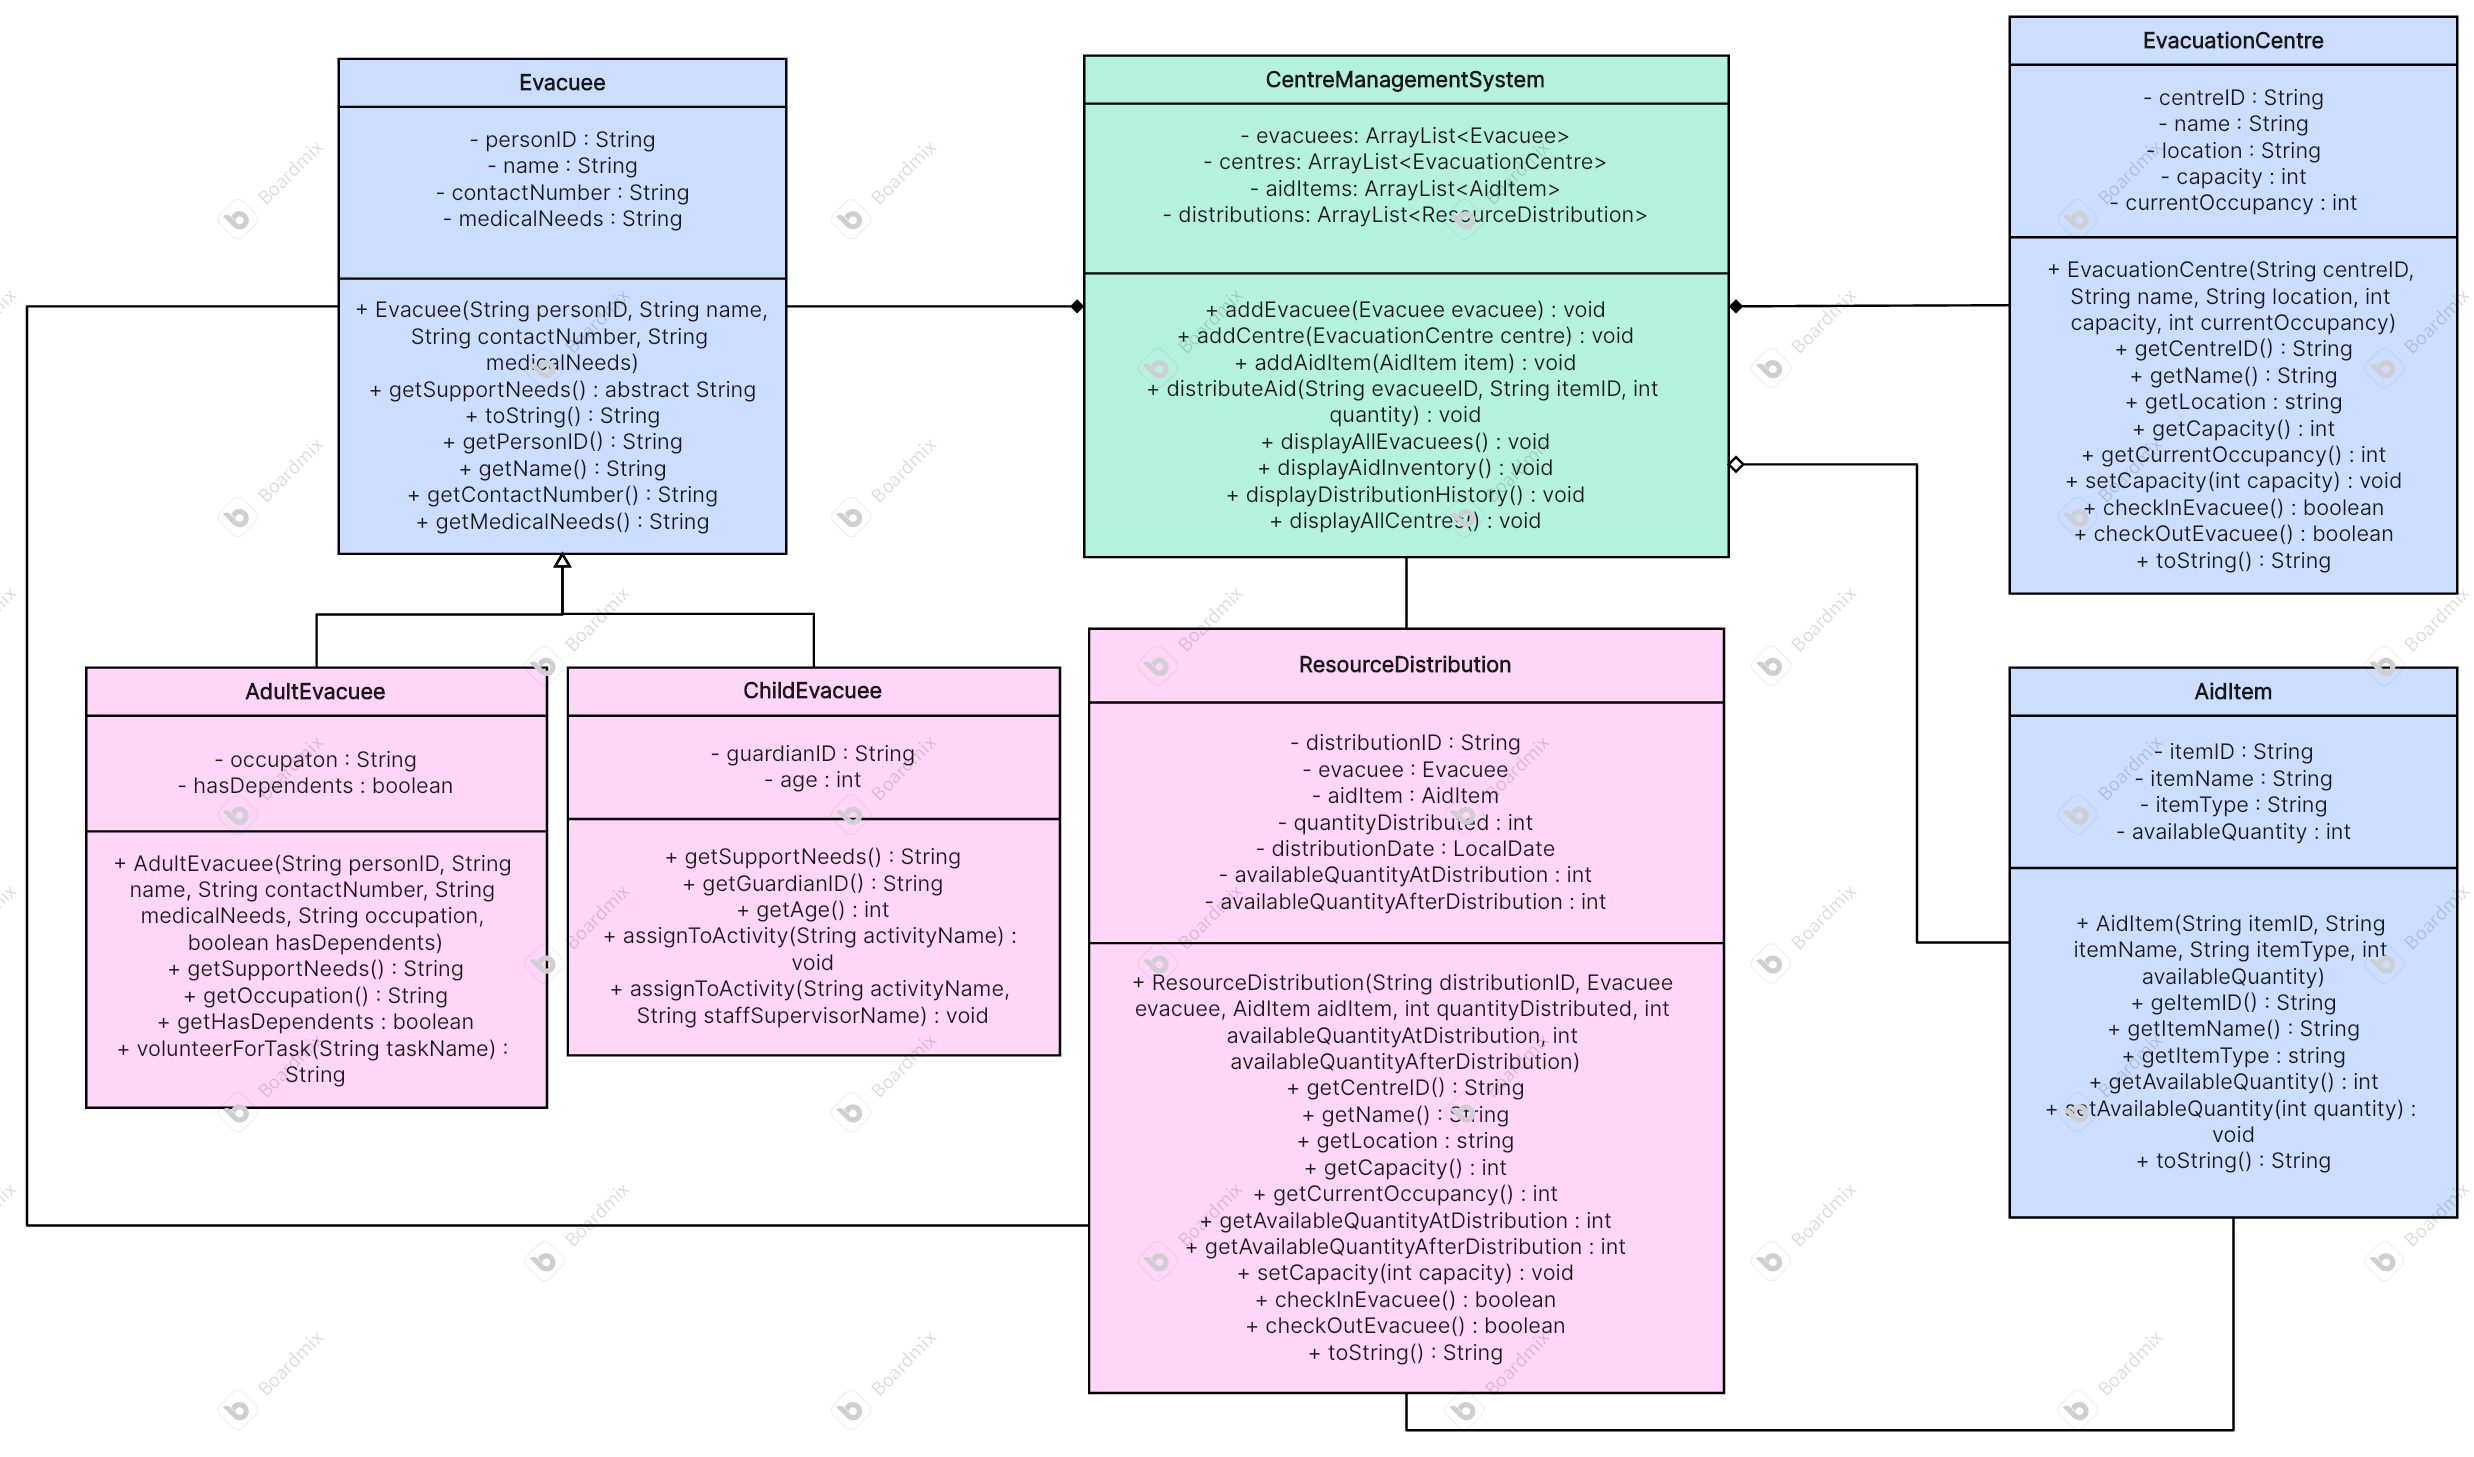 Evacuee
- personID : String
- name : String
- contactNumber : String
- medicalNeeds : String
+ Evacuee(String personID, String name,
String contactNumber, String
medicalNeeds)
+ getSupportNeeds() : abstract String
+ toString() : String
+ getPersonID() : String
+ getName() : String
+ getContactNumber() : String
+ getMedicalNeeds() : String
CentreManagementSystem
- evacuees: ArrayList<Evacuee>
- centres: ArrayList<EvacuationCentre>
- aidItems: ArrayList<AidItem>
- distributions: ArrayList<ResourceDistribution>
+ addEvacuee(Evacuee evacuee) : void
+ addCentre(EvacuationCentre centre) : void
+ addAidItem(AidItem item) : void
+ distributeAid(String evacueeID, String itemID, int
quantity) : void
+ displayAllEvacuees() : void
+ displayAidInventory() : void
+ displayDistributionHistory() : void
+ displayAllCentres() : void
EvacuationCentre
- centreID : String
- name : String
- location : String
- capacity : int
- currentOccupancy : int
+ EvacuationCentre(String centreID,
String name, String location, int
capacity, int currentOccupancy)
+ getCentreID() : String
+ getName() : String
+ getLocation : string
+ getCapacity() : int
+ getCurrentOccupancy() : int
+ setCapacity(int capacity) : void
+ checkInEvacuee() : boolean
+ checkOutEvacuee() : boolean
+ toString() : String
AdultEvacuee
- occupaton : String
- hasDependents : boolean
+ AdultEvacuee(String personID, String
name, String contactNumber, String
medicalNeeds, String occupation,
boolean hasDependents)
+ getSupportNeeds() : String
+ getOccupation() : String
+ getHasDependents : boolean
+ volunteerForTask(String taskName) :
String
ChildEvacuee
- guardianID : String
- age : int
+ getSupportNeeds() : String
+ getGuardianID() : String
+ getAge() : int
+ assignToActivity(String activityName) :
void
+ assignToActivity(String activityName,
String staffSupervisorName) : void
ResourceDistribution
- distributionID : String
- evacuee : Evacuee
- aidItem : AidItem
- quantityDistributed : int
- distributionDate : LocalDate
- availableQuantityAtDistribution : int
- availableQuantityAfterDistribution : int
+ ResourceDistribution(String distributionID, Evacuee
evacuee, AidItem aidItem, int quantityDistributed, int
availableQuantityAtDistribution, int
availableQuantityAfterDistribution)
+ getCentreID() : String
+ getName() : String
+ getLocation : string
+ getCapacity() : int
+ getCurrentOccupancy() : int
+ getAvailableQuantityAtDistribution : int
+ getAvailableQuantityAfterDistribution : int
+ setCapacity(int capacity) : void
+ checkInEvacuee() : boolean
+ checkOutEvacuee() : boolean
+ toString() : String
AidItem
- itemID : String
- itemName : String
- itemType : String
- availableQuantity : int
+ AidItem(String itemID, String
itemName, String itemType, int
availableQuantity)
+ geItemID() : String
+ getItemName() : String
+ getItemType : string
+ getAvailableQuantity() : int
+ setAvailableQuantity(int quantity) :
void
+ toString() : String
Boardmix